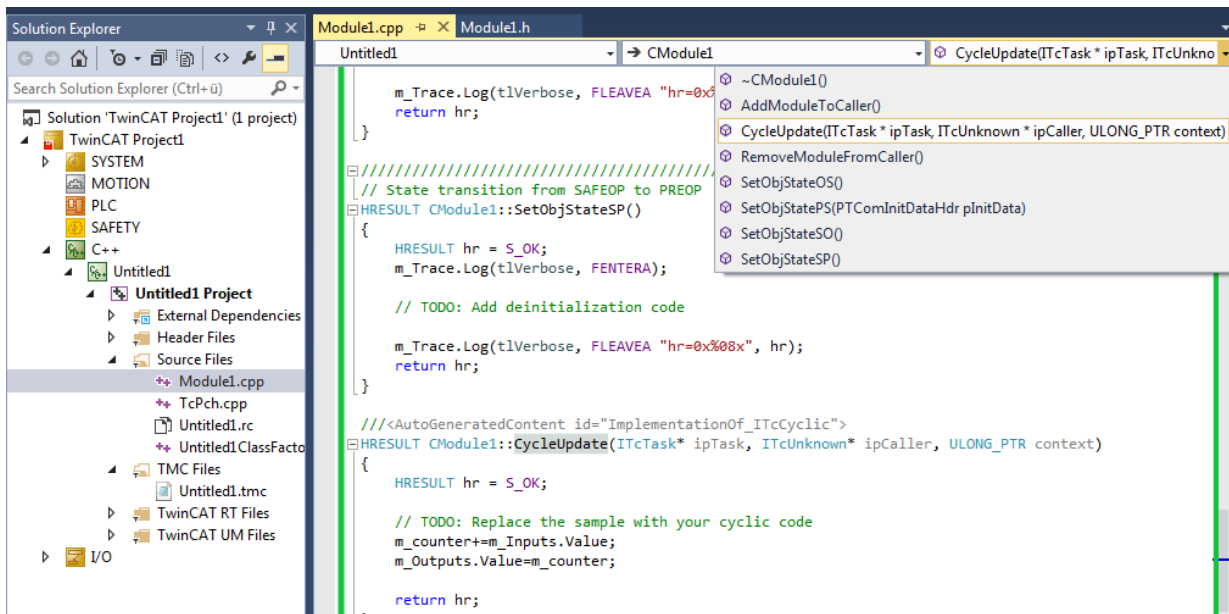 Solution Explorer
Search Solution Explorer (Ctrl+ü)
Solution 'TwinCAT Project1' (1 project)
TwinCAT Project1
SYSTEM
MOTION
PLC
SAFETY
C++
Untitled1
Untitled1 Project
External Dependencies
Header Files
Source Files
Module1.cpp
TcPch.cpp
Untitled1.rc
Untitled1ClassFacto
TMC Files
Untitled1.tmc
TwinCAT RT Files
TwinCAT UM Files
I/O
Module1.cpp Module1.h
Untitled1 CModule1 CycleUpdate(ITcTask * ipTask, ITcUnkno
~CModule1()
AddModuleToCaller()
CycleUpdate(ITcTask * ipTask, ITcUnknown * ipCaller, ULONG_PTR context)
RemoveModuleFromCaller()
SetObjStateOS()
SetObjStatePS(PTComInitDataHdr pInitData)
SetObjStateSO()
SetObjStateSP()
m_Trace.Log(tlVerbose, FLEAVEA "hr=0x%
return hr;
}
///////////////////////////////////////////
// State transition from SAFEOP to PREOP
HRESULT CModule1::SetObjStateSP()
{
HRESULT hr = S_OK;
m_Trace.Log(tlVerbose, FENTERA);
// TODO: Add deinitialization code
m_Trace.Log(tlVerbose, FLEAVEA "hr=0x%08x", hr);
return hr;
}
///<AutoGeneratedContent id="ImplementationOf_ITcCyclic">
HRESULT CModule1::CycleUpdate(ITcTask* ipTask, ITcUnknown* ipCaller, ULONG_PTR context)
{
HRESULT hr = S_OK;
// TODO: Replace the sample with your cyclic code
m_counter+=m_Inputs.Value;
m_Outputs.Value=m_counter;
return hr;